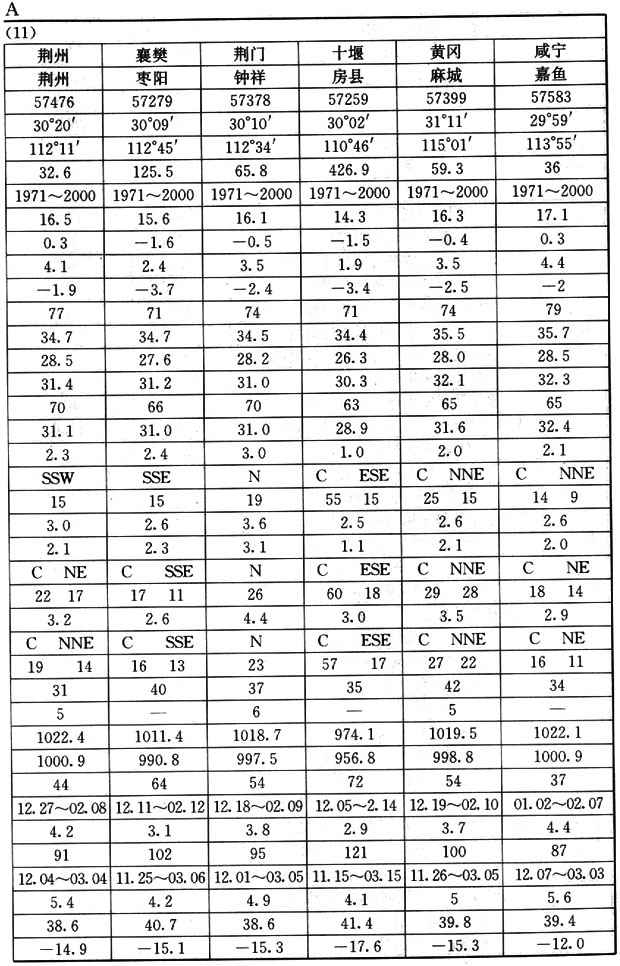 A
(11)
荆州 襄樊 荆门 十堰 黄冈 咸宁
荆州 枣阳 钟祥 房县 麻城 嘉鱼
57476 57279 57378 57259 57399 57583
30°20′ 30°09′ 30°10′ 30°02′ 31°11′ 29°59′
112°11′ 112°45′ 112°34′ 110°46′ 115°01′ 113°55′
32.6 125.5 65.8 426.9 59.3 36
1971～2000 1971～2000 1971～2000 1971～2000 1971～2000 1971～2000
16.5 15.6 16.1 14.3 16.3 17.1
0.3 －1.6 －0.5 －1.5 －0.4 0.3
4.1 2.4 3.5 1.9 3.5 4.4
－1.9 －3.7 －2.4 －3.4 －2.5 －2
77 71 74 71 74 79
34.7 34.7 34.5 34.4 35.5 35.7
28.5 27.6 28.2 26.3 28.0 28.5
31.4 31.2 31.0 30.3 32.1 32.3
70 66 70 63 65 65
31.1 31.0 31.0 28.9 31.6 32.4
2.3 2.4 3.0 1.0 2.0 2.1
SSW SSE N C ESE C NNE C NNE
15 15 19 55 15 25 15 14 9
3.0 2.6 3.6 2.5 2.6 2.6
2.1 2.3 3.1 1.1 2.1 2.0
C NE C SSE N C ESE C NNE C NE
22 17 17 11 26 60 18 29 28 18 14
3.2 2.6 4.4 3.0 3.5 2.9
C NNE C SSE N C ESE C NNE C NE
19 14 16 13 23 57 17 27 22 16 11
31 40 37 35 42 34
5 — 6 — 5 —
1022.4 1011.4 1018.7 974.1 1019.5 1022.1
1000.9 990.8 997.5 956.8 998.8 1000.9
44 64 54 72 54 37
12.27～02.08 12.11～02.12 12.18～02.09 12.05～2.14 12.19～02.10 01.02～02.07
4.2 3.1 3.8 2.9 3.7 4.4
91 102 95 121 100 87
12.04～03.04 11.25～03.06 12.01～03.05 11.15～03.15 11.26～03.05 12.07～03.03
5.4 4.2 4.9 4.1 5 5.6
38.6 40.7 38.6 41.4 39.8 39.4
－14.9 －15.1 －15.3 －17.6 －15.3 －12.0